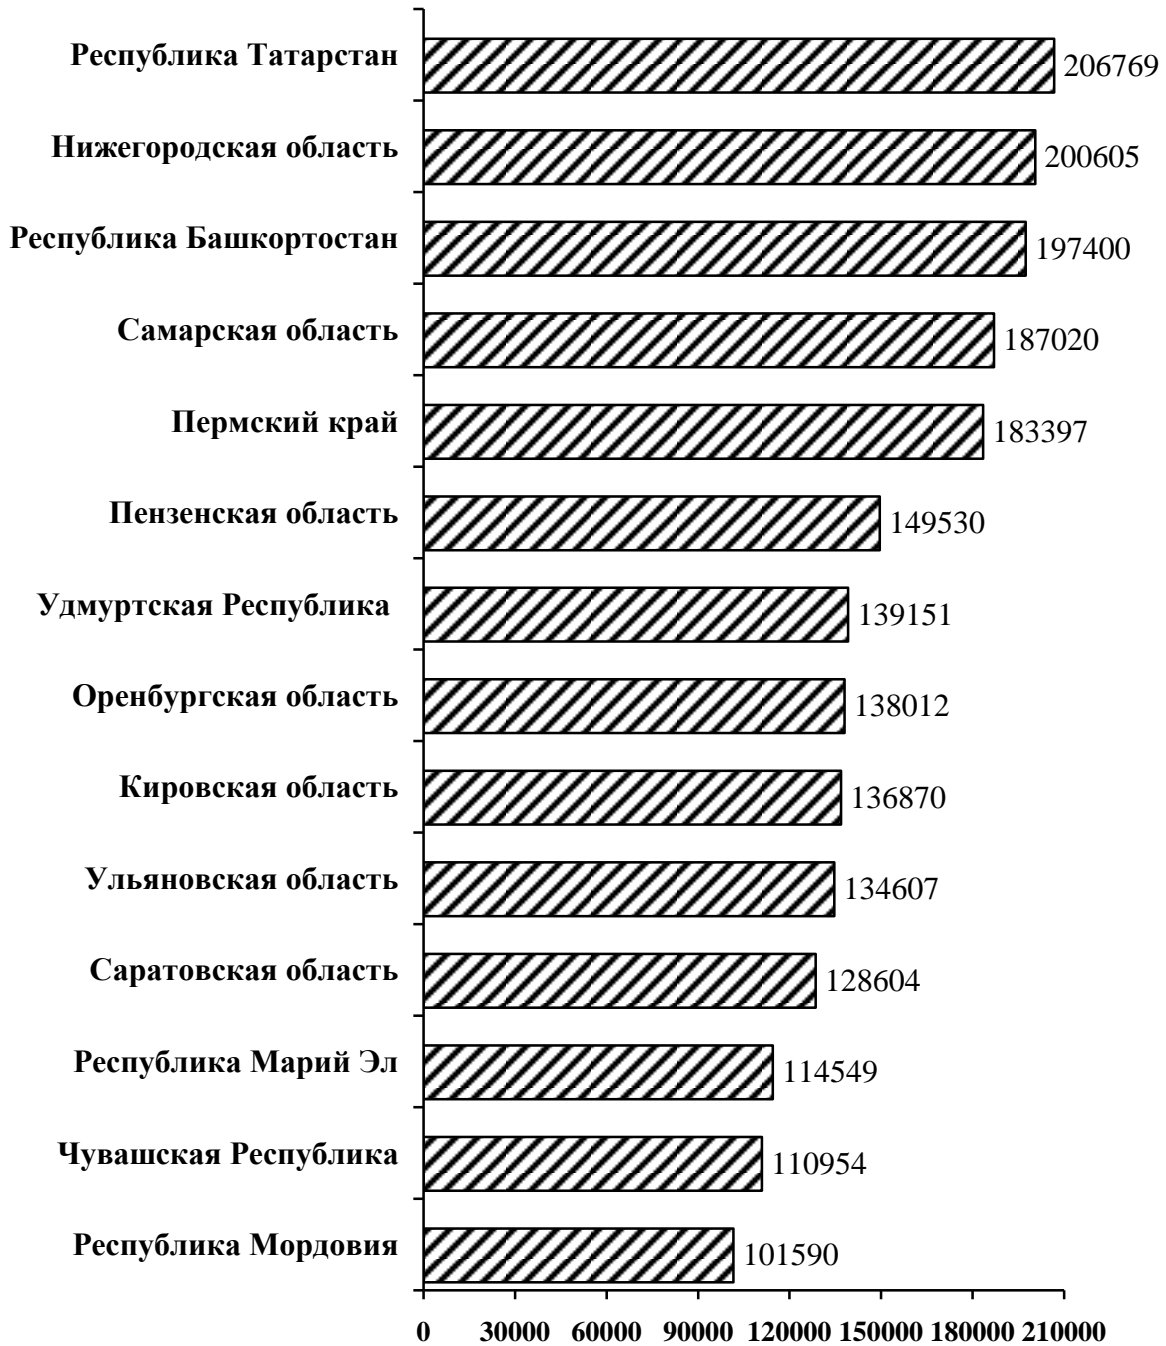 Республика Татарстан 206769
Нижегородская область 200605
Республика Башкортостан 197400
Самарская область 187020
Пермский край 183397
Пензенская область 149530
Удмуртская Республика 139151
Оренбургская область 138012
Кировская область 136870
Ульяновская область 134607
Саратовская область 128604
Республика Марий Эл 114549
Чувашская Республика 110954
Республика Мордовия 101590
0 30000 60000 90000 120000 150000 180000 210000